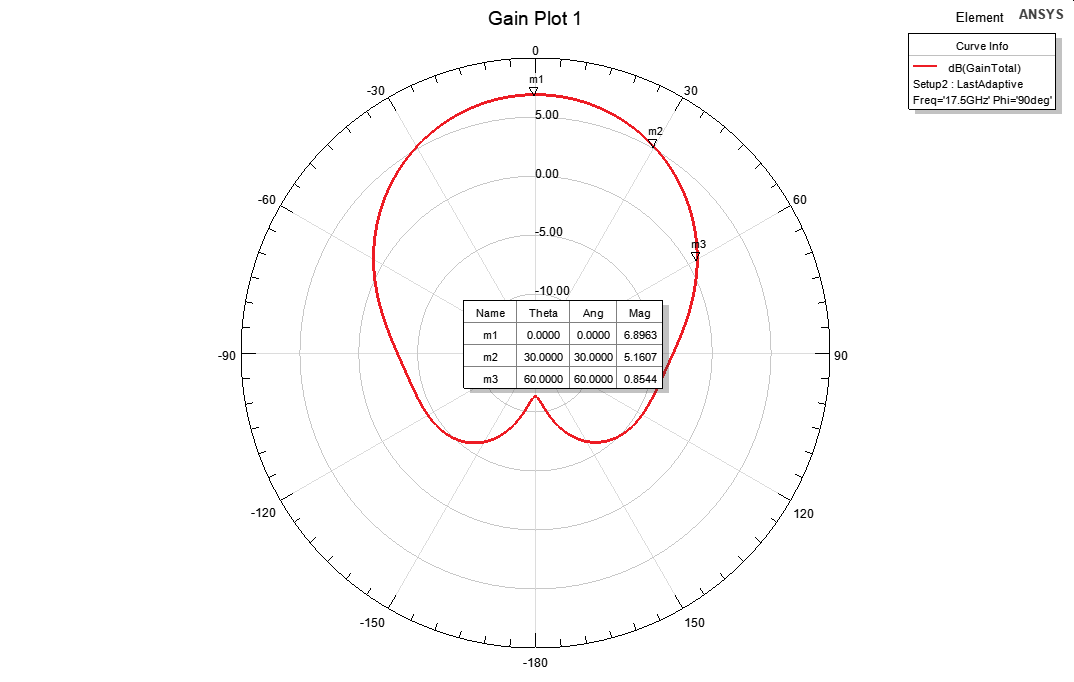 Gain Plot 1
Element ANSYS
Curve Info
dB(GainTotal)
Setup2 : LastAdaptive
Freq='17.5GHz' Phi='90deg'
0
-30 m1 30
5.00
m2
0.00
-60 60
-5.00
m3
-10.00
Name Theta Ang Mag
m1 0.0000 0.0000 6.8963
m2 30.0000 30.0000 5.1607
-90 90
m3 60.0000 60.0000 0.8544
-120 120
-150 150
-180